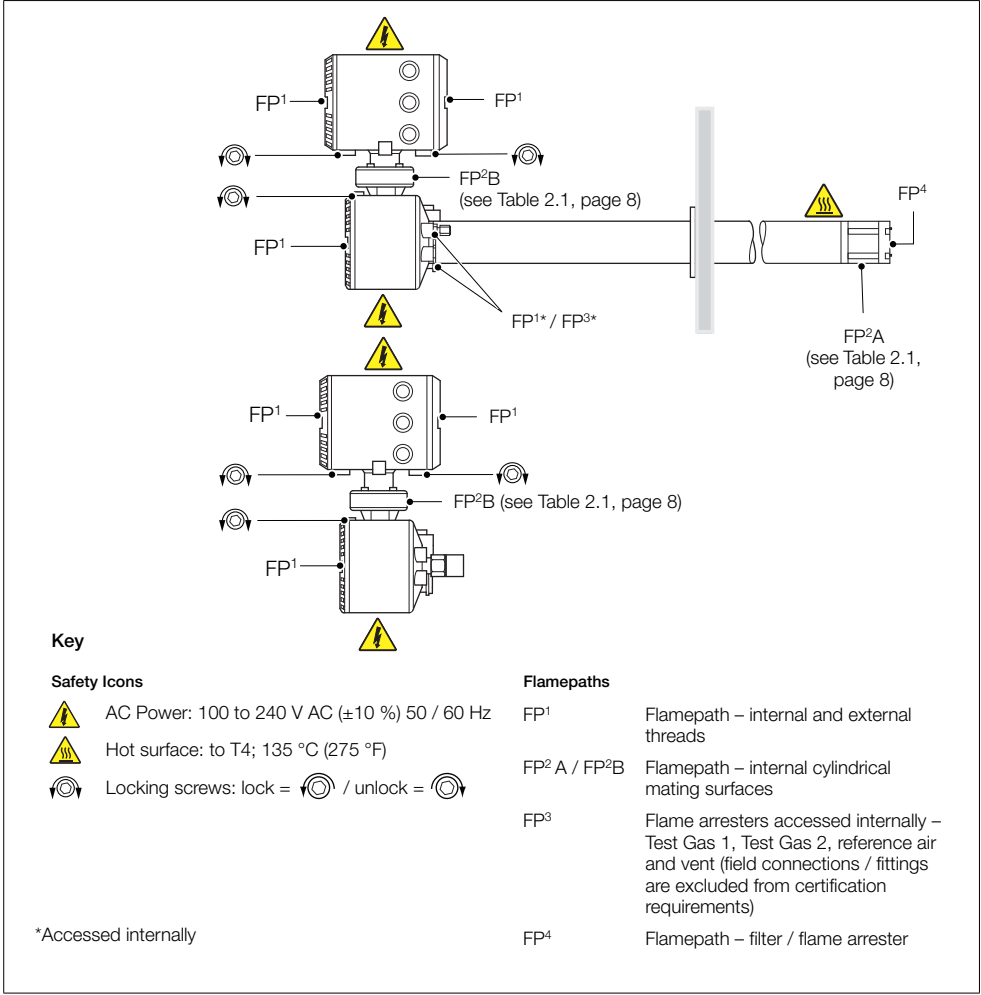 FP¹
FP¹
FP²B
(see Table 2.1, page 8)
FP⁴
FP¹
FP¹* / FP³*
FP²A
(see Table 2.1,
page 8)
FP¹
FP¹
FP²B (see Table 2.1, page 8)
FP¹
Key
Safety Icons
AC Power: 100 to 240 V AC (±10 %) 50 / 60 Hz
Hot surface: to T4; 135 °C (275 °F)
Locking screws: lock = / unlock =
*Accessed internally
Flamepaths
FP¹ Flamepath – internal and external
threads
FP² A / FP²B Flamepath – internal cylindrical
mating surfaces
FP³ Flame arresters accessed internally –
Test Gas 1, Test Gas 2, reference air
and vent (field connections / fittings
are excluded from certification
requirements)
FP⁴ Flamepath – filter / flame arrester